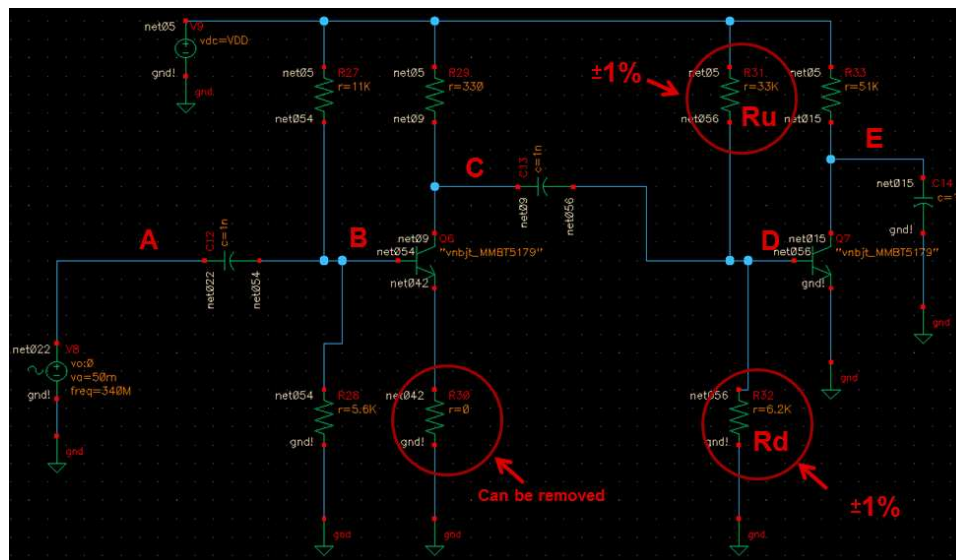 net05
V9
vdc=VDD
gnd!
gnd
net05
R27
r=11K
net054
net05
R29
r=330
net09
±1%
net05
R31
r=33K
net056
Ru
net05
R33
r=51K
net015
E
C
C13
c=1n
net09
net056
net015
C14
c=1
gnd!
A
C12
c=1n
net022
net054
B
net09
Q6
net054
"vnbjt_MMBT5179"
net042
D
net015
Q7
net056
"vnbjt_MMBT5179"
gnd!
gnd
net022
V8
vo:0
va=50m
freq=340M
gnd!
gnd
net054
R28
r=5.6K
gnd!
net042
R30
r=0
gnd!
gnd
net056
R32
r=6.2K
gnd!
Rd
Can be removed
±1%
gnd
gnd
gnd